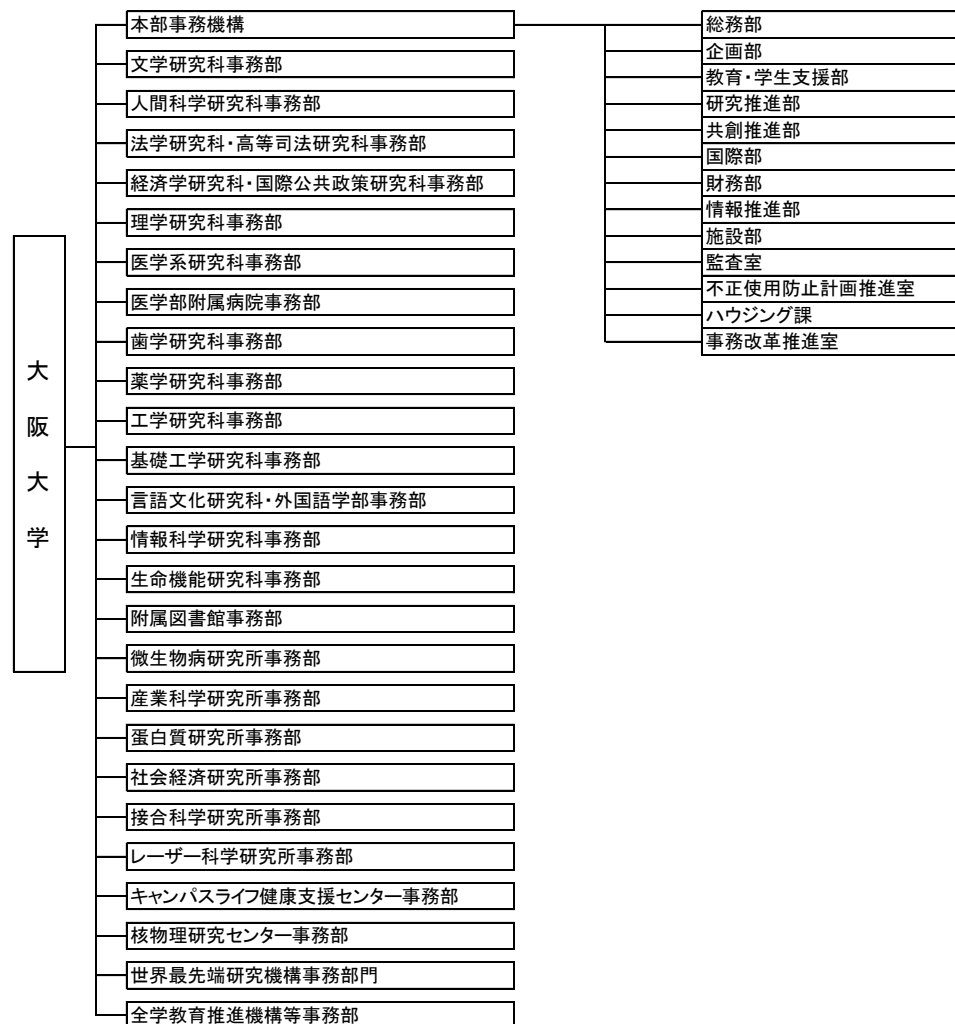 大阪大学
本部事務機構
文学研究科事務部
人間科学研究科事務部
法学研究科・高等司法研究科事務部
経済学研究科・国際公共政策研究科事務部
理学研究科事務部
医学系研究科事務部
医学部附属病院事務部
歯学研究科事務部
薬学研究科事務部
工学研究科事務部
基礎工学研究科事務部
言語文化研究科・外国語学部事務部
情報科学研究科事務部
生命機能研究科事務部
附属図書館事務部
微生物病研究所事務部
産業科学研究所事務部
蛋白質研究所事務部
社会経済研究所事務部
接合科学研究所事務部
レーザー科学研究所事務部
キャンパスライフ健康支援センター事務部
核物理研究センター事務部
世界最先端研究機構事務部門
全学教育推進機構等事務部
総務部
企画部
教育・学生支援部
研究推進部
共創推進部
国際部
財務部
情報推進部
施設部
監査室
不正使用防止計画推進室
ハウジング課
事務改革推進室